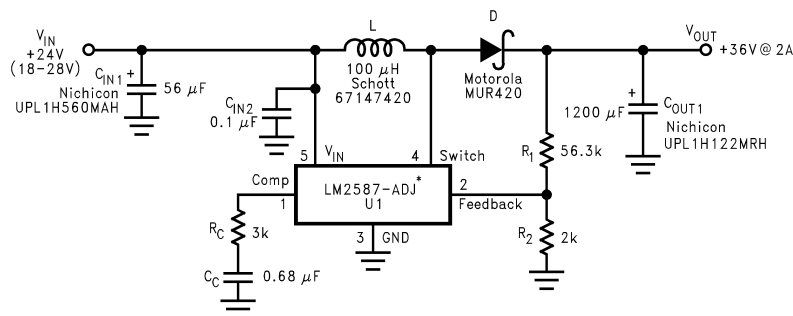 V_IN
+24V
(18–28V)
C_IN1 +
Nichicon
UPL1H560MAH
56 μF
C_IN2
0.1 μF
L
100 μH
Schott
67147420
D
Motorola
MUR420
V_OUT
+36V @ 2A
+
1200 μF
C_OUT1
Nichicon
UPL1H122MRH
R_1 56.3k
R_2 2k
5 V_IN
4 Switch
Comp
1
LM2587-ADJ*
U1
2
Feedback
3 GND
R_C 3k
C_C 0.68 μF